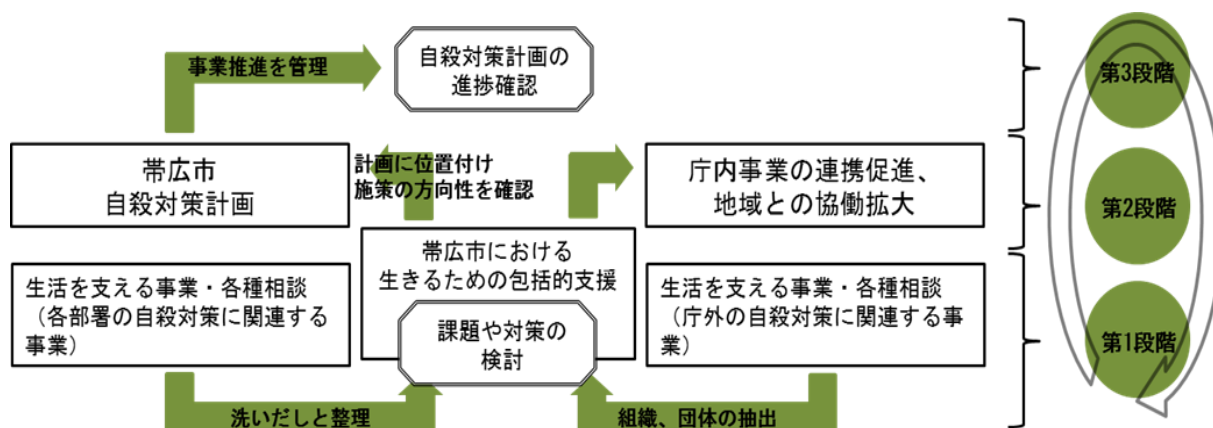 事業推進を管理
自殺対策計画の
進捗確認
第3段階
帯広市
自殺対策計画
計画に位置付け
施策の方向性を確認
庁内事業の連携促進、
地域との協働拡大
第2段階
帯広市における
生きるための包括的支援
生活を支える事業・各種相談
（各部署の自殺対策に関連する
事業）
課題や対策の
検討
生活を支える事業・各種相談
（庁外の自殺対策に関連する事
業）
第1段階
洗いだしと整理
組織、団体の抽出